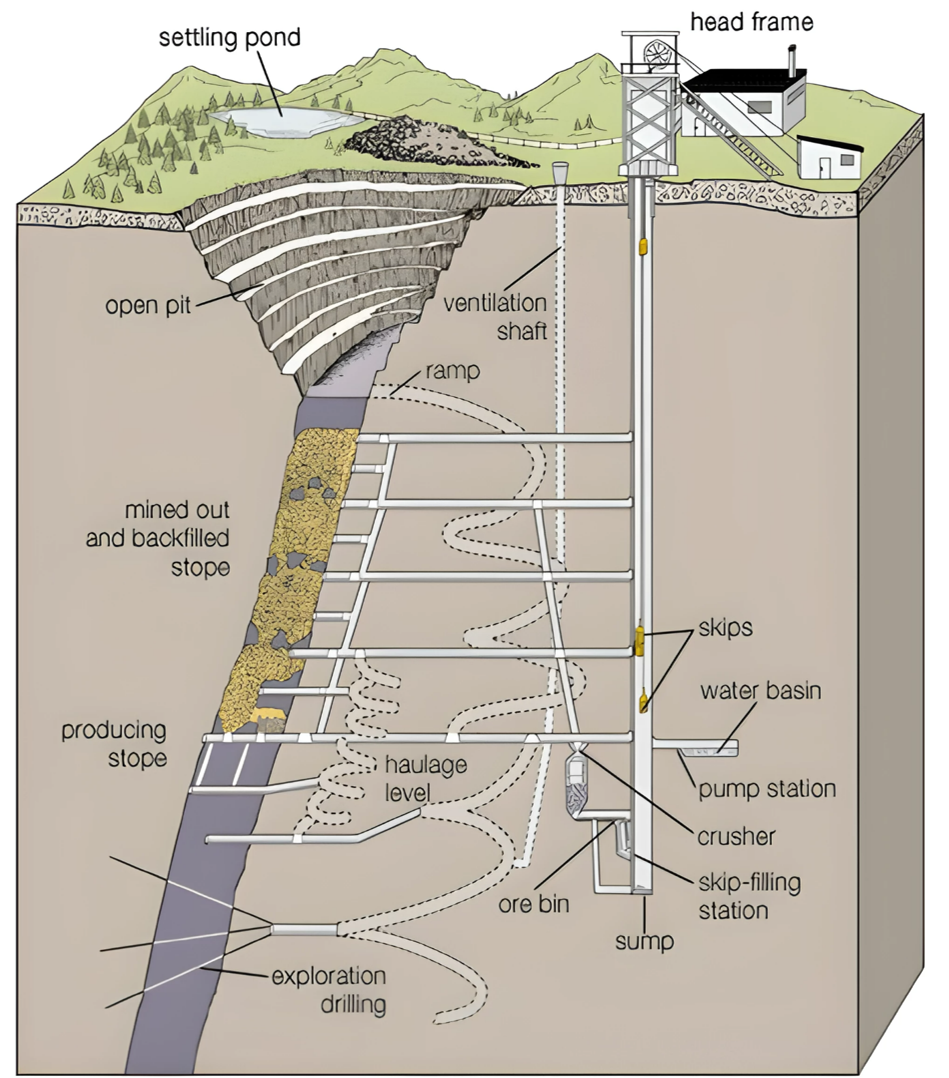 head frame
settling pond
open pit
ventilation
shaft
ramp
mined out
and backfilled
stope
skips
water basin
producing
stope
haulage
level
pump station
crusher
skip-filling
station
ore bin
sump
exploration
drilling